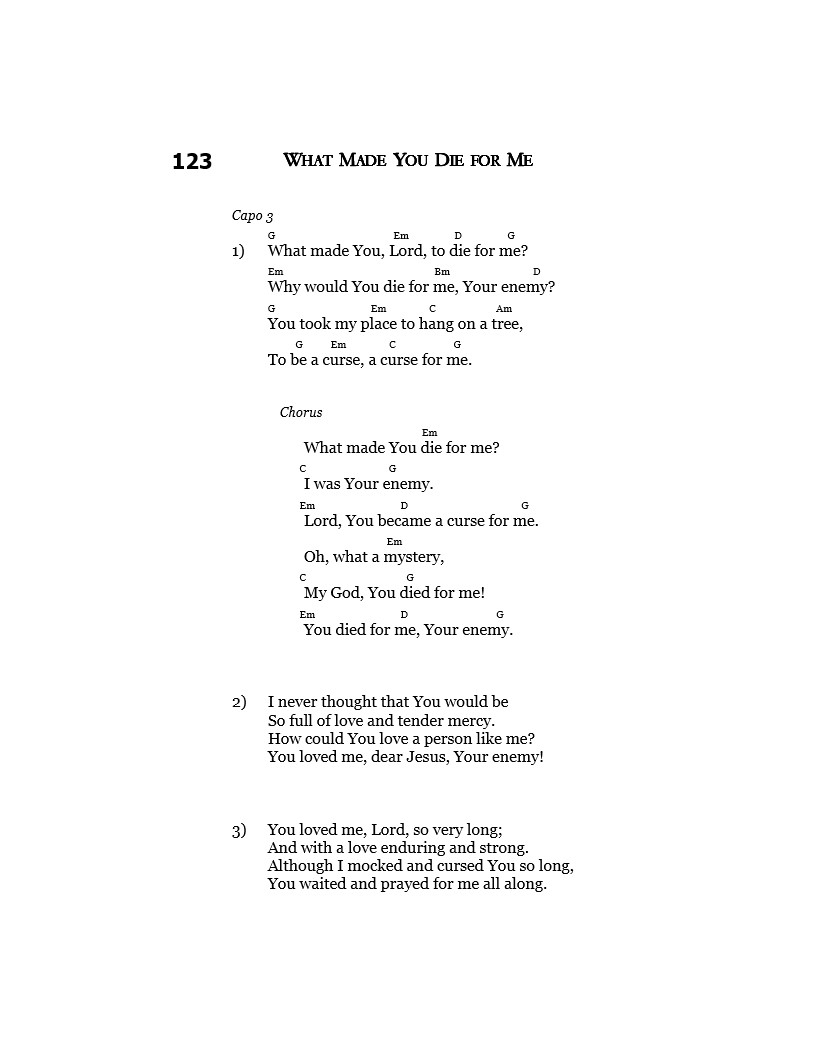 123 WHAT MADE YOU DIE FOR ME
Capo 3
G Em D G
1) What made You, Lord, to die for me?
Em Bm D
Why would You die for me, Your enemy?
G Em C Am
You took my place to hang on a tree,
G Em C G
To be a curse, a curse for me.
Chorus
Em
What made You die for me?
C G
I was Your enemy.
Em D G
Lord, You became a curse for me.
Em
Oh, what a mystery,
C G
My God, You died for me!
Em D G
You died for me, Your enemy.
2) I never thought that You would be
So full of love and tender mercy.
How could You love a person like me?
You loved me, dear Jesus, Your enemy!
3) You loved me, Lord, so very long;
And with a love enduring and strong.
Although I mocked and cursed You so long,
You waited and prayed for me all along.